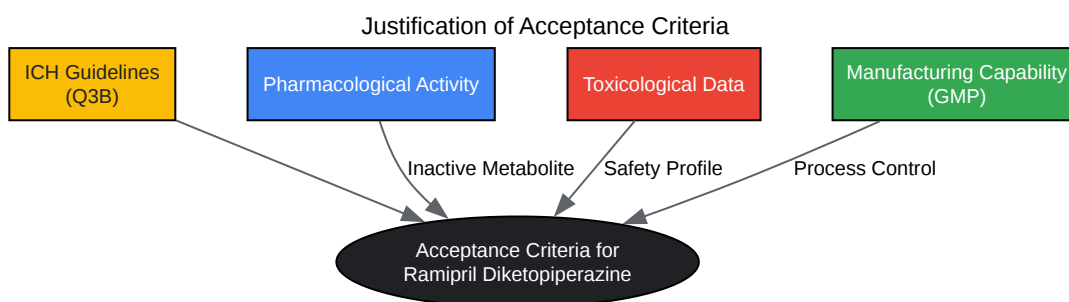 Justification of Acceptance Criteria
ICH Guidelines
(Q3B)
Pharmacological Activity
Toxicological Data
Manufacturing Capability
(GMP)
Inactive Metabolite
Safety Profile
Process Control
Acceptance Criteria for
Ramipril Diketopiperazine